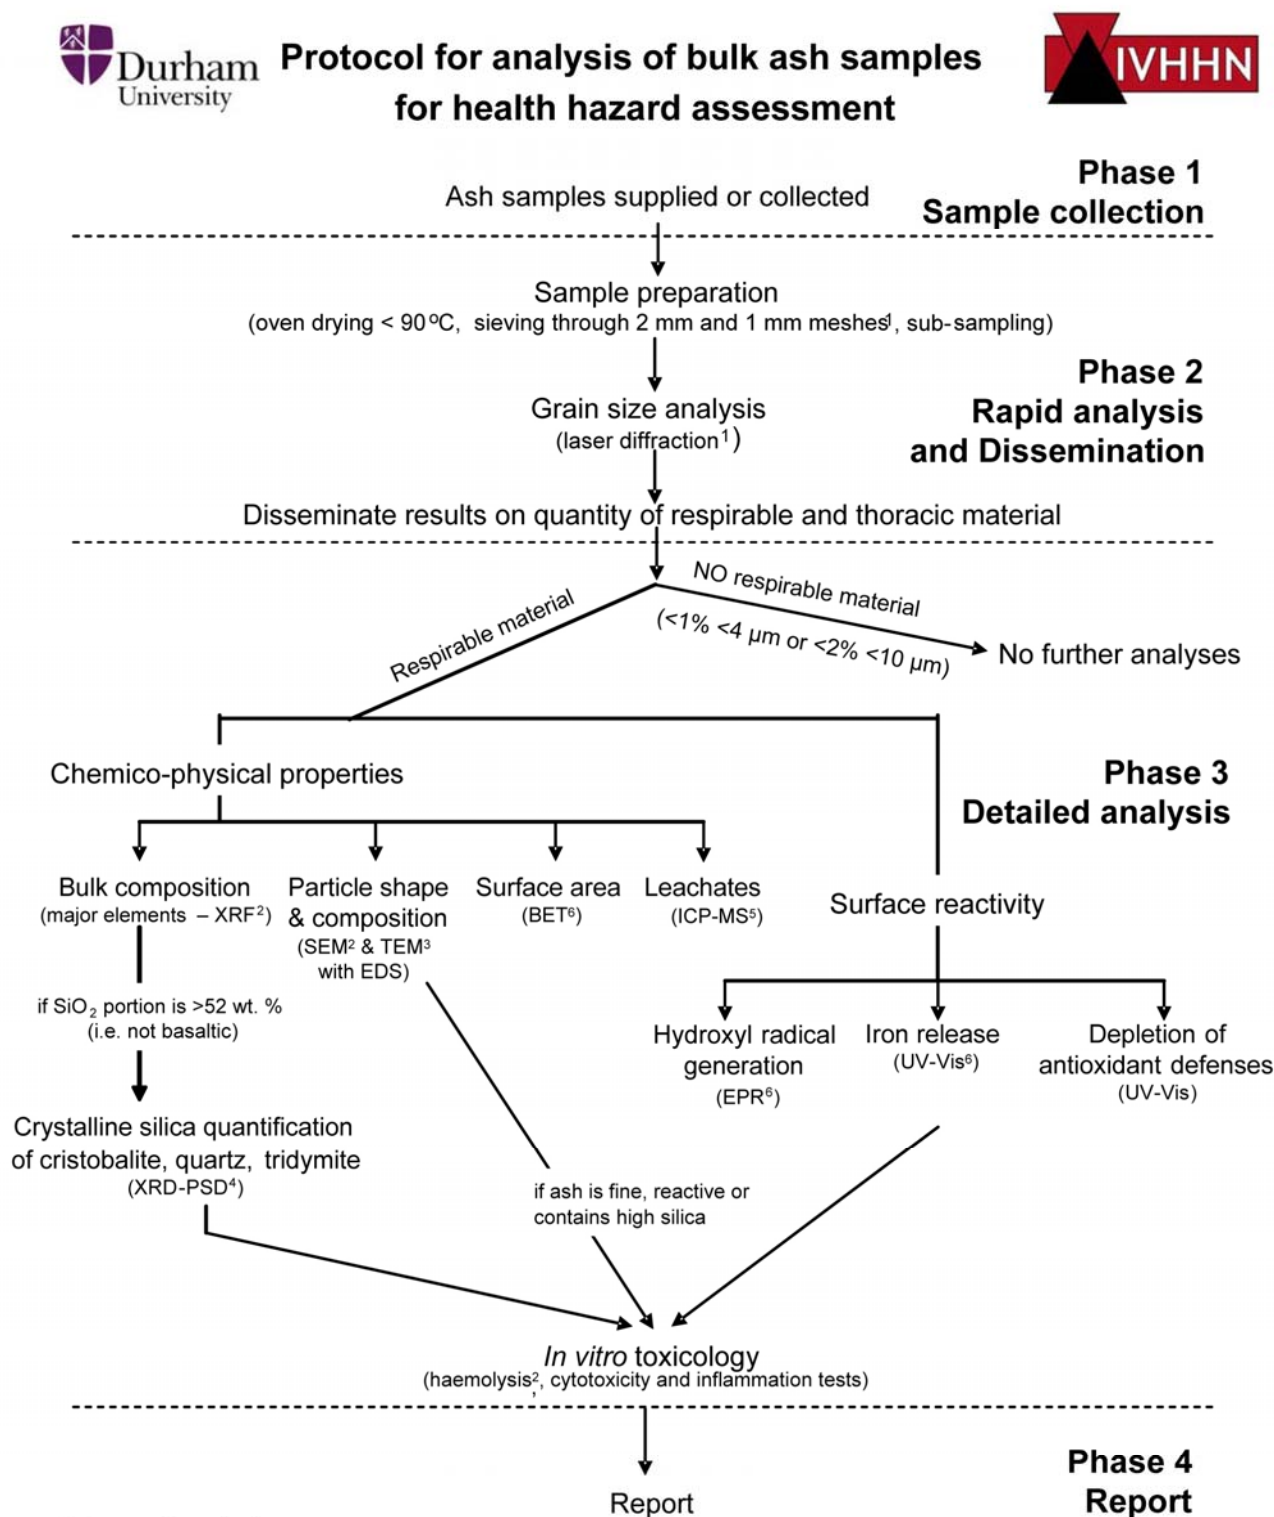 Durham
University
Protocol for analysis of bulk ash samples
for health hazard assessment
IVHHN
Phase 1
Sample collection
Ash samples supplied or collected
Sample preparation
(oven drying < 90 ºC, sieving through 2 mm and 1 mm meshes¹, sub-sampling)
Phase 2
Rapid analysis
and Dissemination
Grain size analysis
(laser diffraction¹)
Disseminate results on quantity of respirable and thoracic material
Respirable material
NO respirable material
(<1% <4 µm or <2% <10 µm)
No further analyses
Chemico-physical properties
Phase 3
Detailed analysis
Bulk composition
(major elements – XRF²)
Particle shape
& composition
(SEM² & TEM³
with EDS)
Surface area
(BET⁶)
Leachates
(ICP-MS⁵)
Surface reactivity
if SiO₂ portion is >52 wt. %
(i.e. not basaltic)
Hydroxyl radical
generation
(EPR⁶)
Iron release
(UV-Vis⁶)
Depletion of
antioxidant defenses
(UV-Vis)
Crystalline silica quantification
of cristobalite, quartz, tridymite
(XRD-PSD⁴)
if ash is fine, reactive or
contains high silica
In vitro toxicology
(haemolysis², cytotoxicity and inflammation tests)
Phase 4
Report
Report